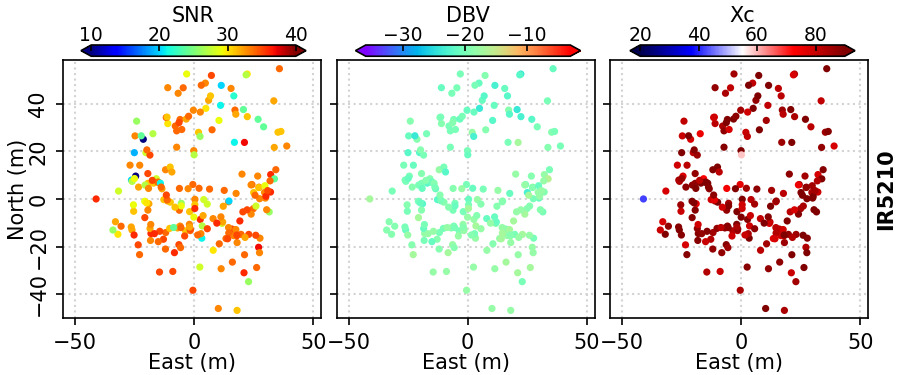 SNR DBV Xc
10 20 30 40 −30 −20 −10 20 40 60 80
40
20
0
−20
−40
North (m)
−50 0 50 −50 0 50 −50 0 50
East (m) East (m) East (m)
IR5210